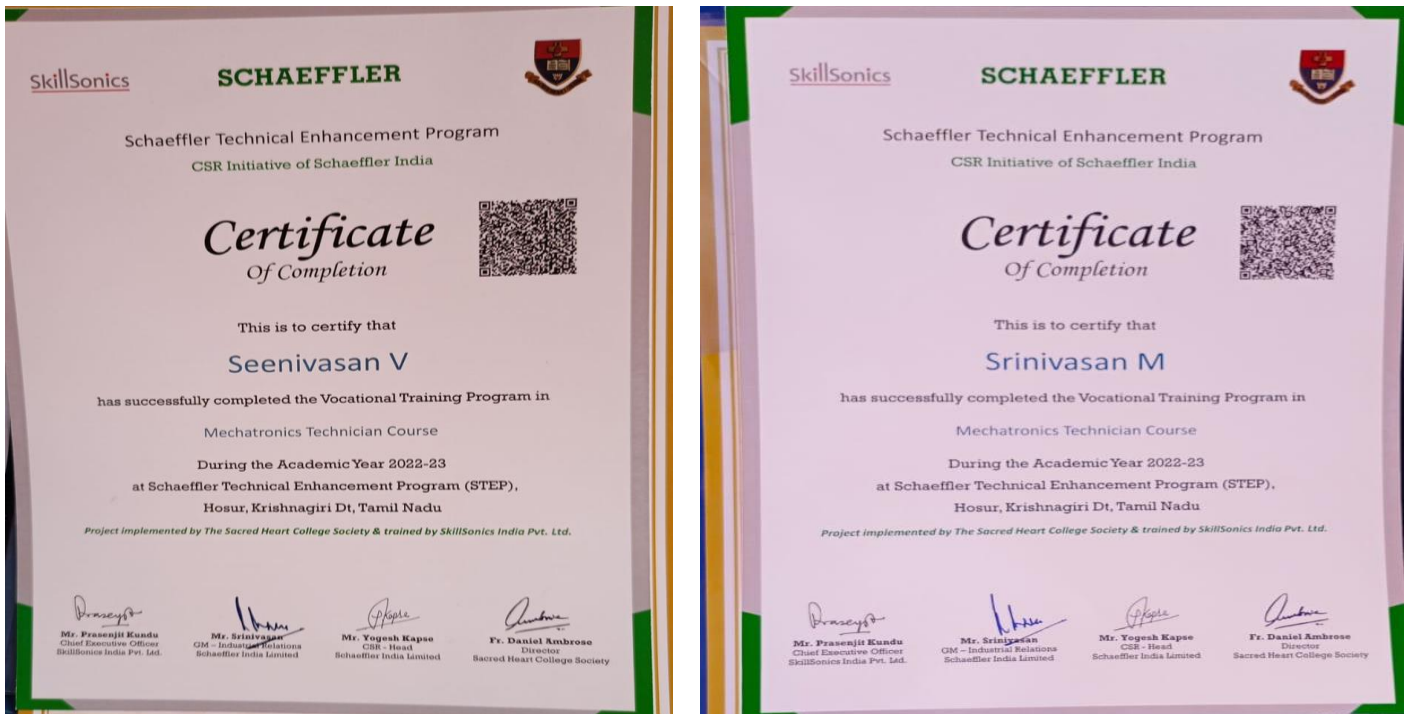 SkillSonics
SCHAEFFLER
Schaeffler Technical Enhancement Program
CSR Initiative of Schaeffler India
Certificate
Of Completion
This is to certify that
Seenivasan V
has successfully completed the Vocational Training Program in
Mechatronics Technician Course
During the Academic Year 2022-23
at Schaeffler Technical Enhancement Program (STEP),
Hosur, Krishnagiri Dt, Tamil Nadu
Project implemented by The Sacred Heart College Society & trained by SkillSonics India Pvt. Ltd.
Mr. Prasenjit Kundu
Chief Executive Officer
SkillSonics India Pvt. Ltd.
Mr. Srinivasan
GM – Industrial Relations
Schaeffler India Limited
Mr. Yogesh Kapse
CSR - Head
Schaeffler India Limited
Fr. Daniel Ambrose
Director
Sacred Heart College Society
SkillSonics
SCHAEFFLER
Schaeffler Technical Enhancement Program
CSR Initiative of Schaeffler India
Certificate
Of Completion
This is to certify that
Srinivasan M
has successfully completed the Vocational Training Program in
Mechatronics Technician Course
During the Academic Year 2022-23
at Schaeffler Technical Enhancement Program (STEP),
Hosur, Krishnagiri Dt, Tamil Nadu
Project implemented by The Sacred Heart College Society & trained by SkillSonics India Pvt. Ltd.
Mr. Prasenjit Kundu
Chief Executive Officer
SkillSonics India Pvt. Ltd.
Mr. Srinivasan
GM – Industrial Relations
Schaeffler India Limited
Mr. Yogesh Kapse
CSR - Head
Schaeffler India Limited
Fr. Daniel Ambrose
Director
Sacred Heart College Society